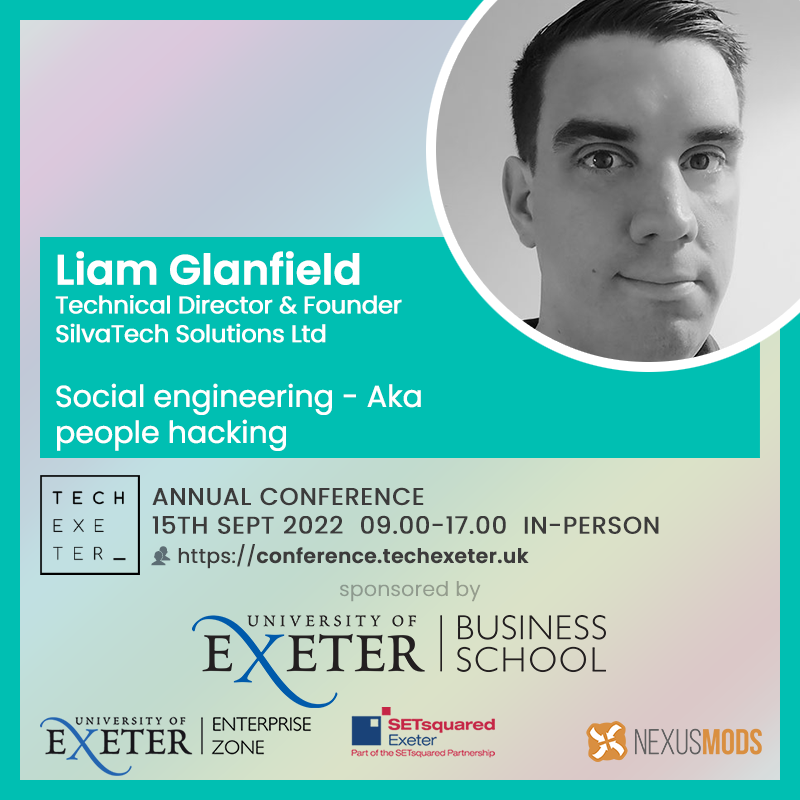 Liam Glanfield
Technical Director & Founder
SilvaTech Solutions Ltd
Social engineering - Aka
people hacking
TECH
EXE
TER_
ANNUAL CONFERENCE
15TH SEPT 2022 09.00-17.00 IN-PERSON
https://conference.techexeter.uk
sponsored by
UNIVERSITY OF
EXETER
BUSINESS
SCHOOL
UNIVERSITY OF
EXETER
ENTERPRISE
ZONE
SETsquared
Exeter
Part of the SETsquared Partnership
NEXUSMODS